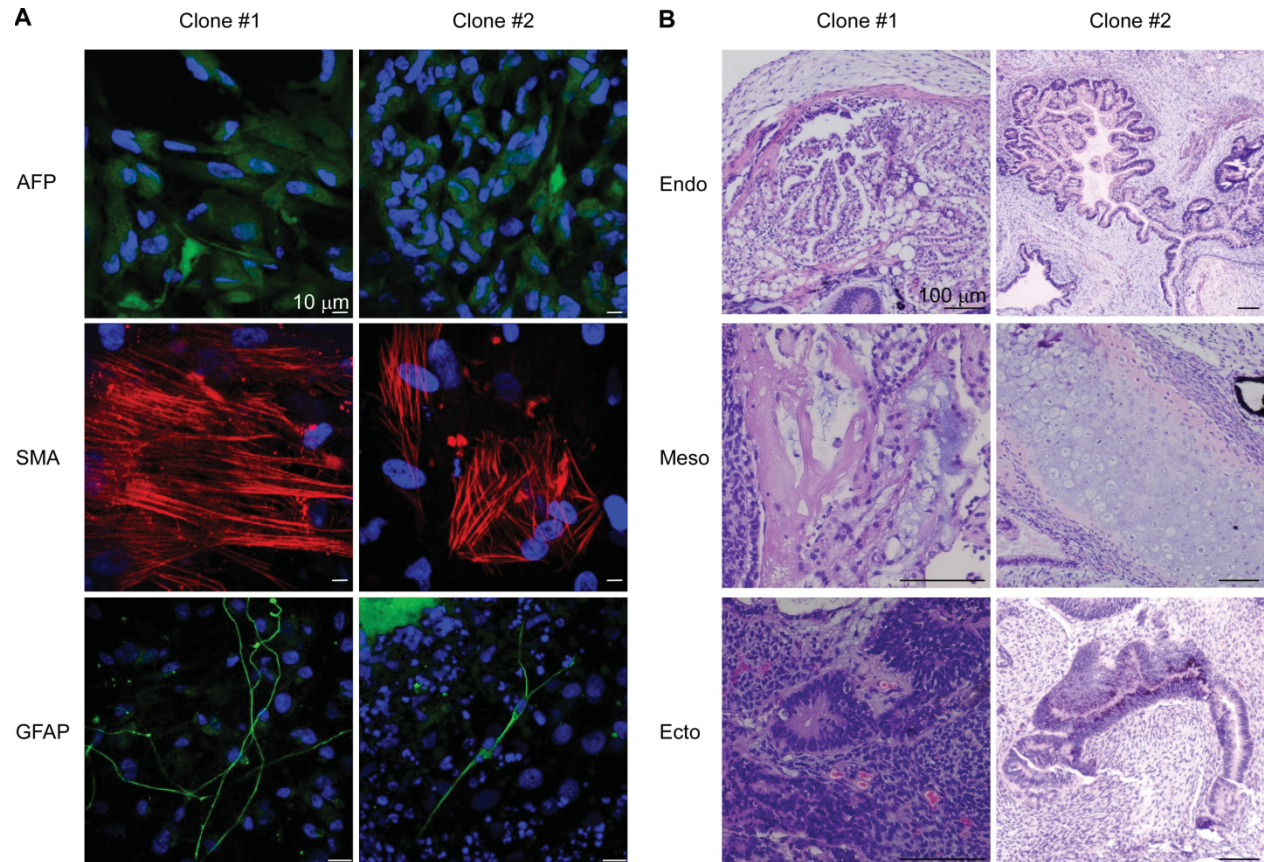 A
Clone #1
Clone #2
B
Clone #1
Clone #2
AFP
10 μm
Endo
100 μm
SMA
Meso
GFAP
Ecto